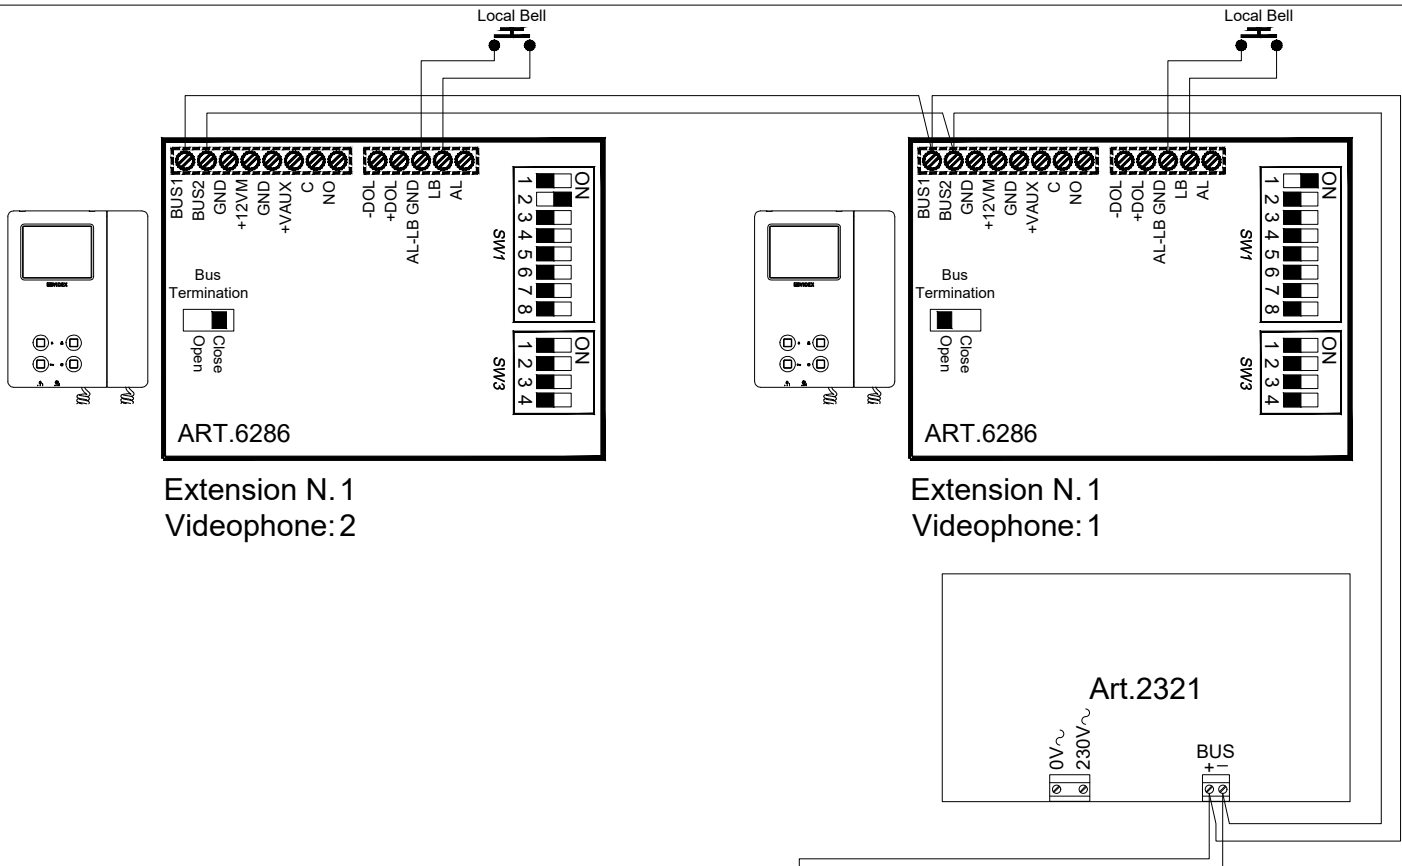 Local Bell
BUS1
BUS2
GND
+12VM
GND
+VAUX
C
NO
-DOL
+DOL
AL-LB GND
LB
AL
ON
1
2
3
4
5
6
7
8
SW1
Bus
Termination
Open
Close
ON
1
2
3
4
SW3
ART.6286
Extension N. 1
Videophone: 2
Local Bell
BUS1
BUS2
GND
+12VM
GND
+VAUX
C
NO
-DOL
+DOL
AL-LB GND
LB
AL
ON
1
2
3
4
5
6
7
8
SW1
Bus
Termination
Open
Close
ON
1
2
3
4
SW3
ART.6286
Extension N. 1
Videophone: 1
Art.2321
0V~
230V~
BUS
+ −